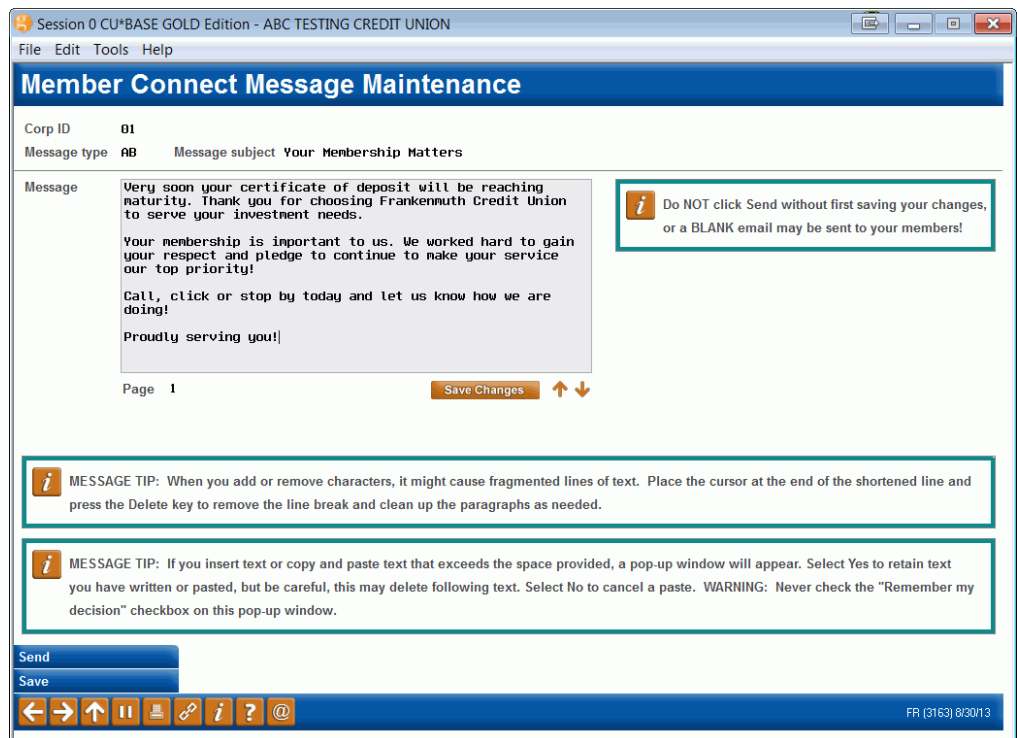 Session 0 CU*BASE GOLD Edition - ABC TESTING CREDIT UNION
File Edit Tools Help
Member Connect Message Maintenance
Corp ID 01
Message type AB Message subject Your Membership Matters
Message
Very soon your certificate of deposit will be reaching
maturity. Thank you for choosing Frankenmuth Credit Union
to serve your investment needs.
Your membership is important to us. We worked hard to gain
your respect and pledge to continue to make your service
our top priority!
Call, click or stop by today and let us know how we are
doing!
Proudly serving you!
i Do NOT click Send without first saving your changes,
or a BLANK email may be sent to your members!
Page 1 Save Changes
i MESSAGE TIP: When you add or remove characters, it might cause fragmented lines of text. Place the cursor at the end of the shortened line and
press the Delete key to remove the line break and clean up the paragraphs as needed.
i MESSAGE TIP: If you insert text or copy and paste text that exceeds the space provided, a pop-up window will appear. Select Yes to retain text
you have written or pasted, but be careful, this may delete following text. Select No to cancel a paste. WARNING: Never check the "Remember my
decision" checkbox on this pop-up window.
Send
Save
i ? @ FR (3163) 8/30/13